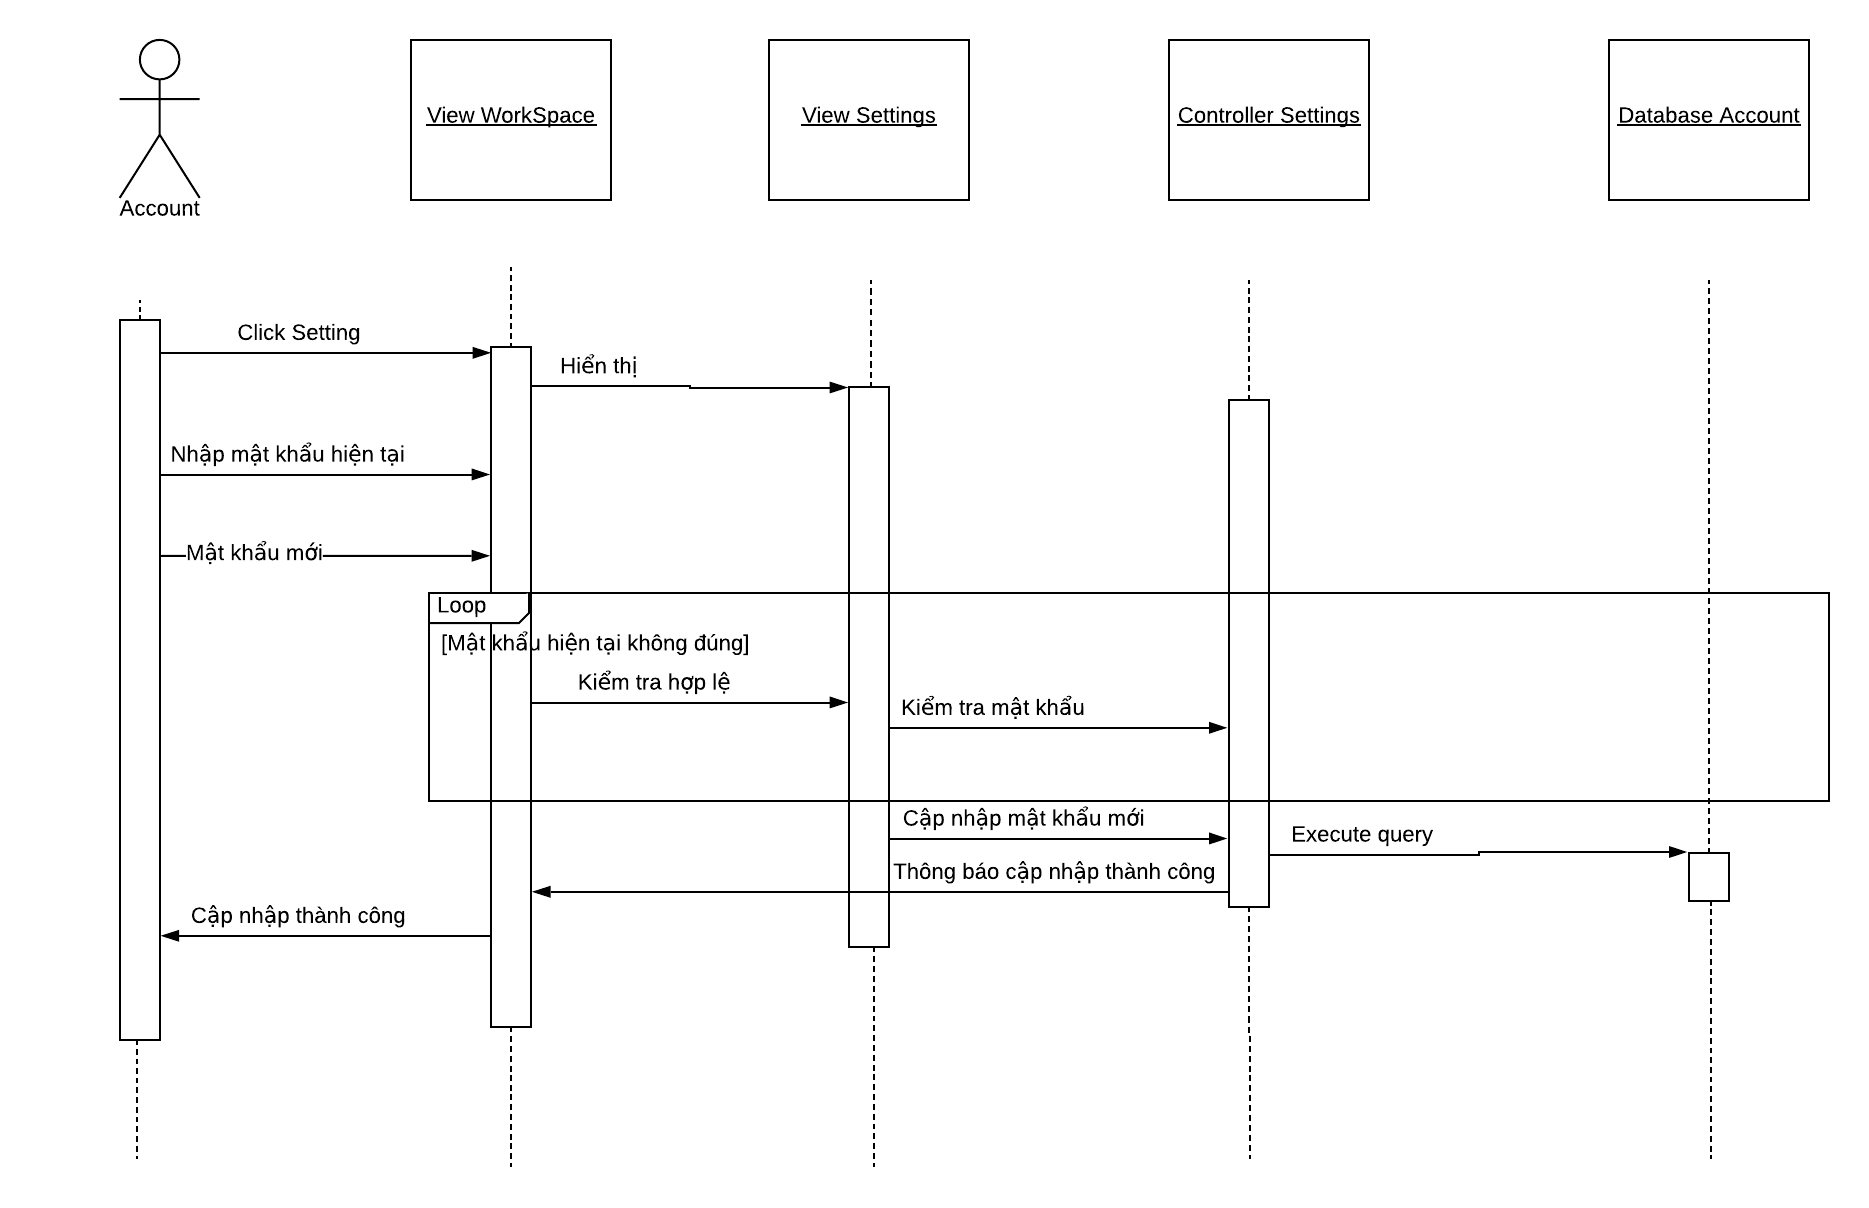 Account
View WorkSpace
View Settings
Controller Settings
Database Account
Click Setting
Hiển thị
Nhập mật khẩu hiện tại
Mật khẩu mới
Loop
[Mật khẩu hiện tại không đúng]
Kiểm tra hợp lệ
Kiểm tra mật khẩu
Cập nhập mật khẩu mới
Execute query
Thông báo cập nhập thành công
Cập nhập thành công